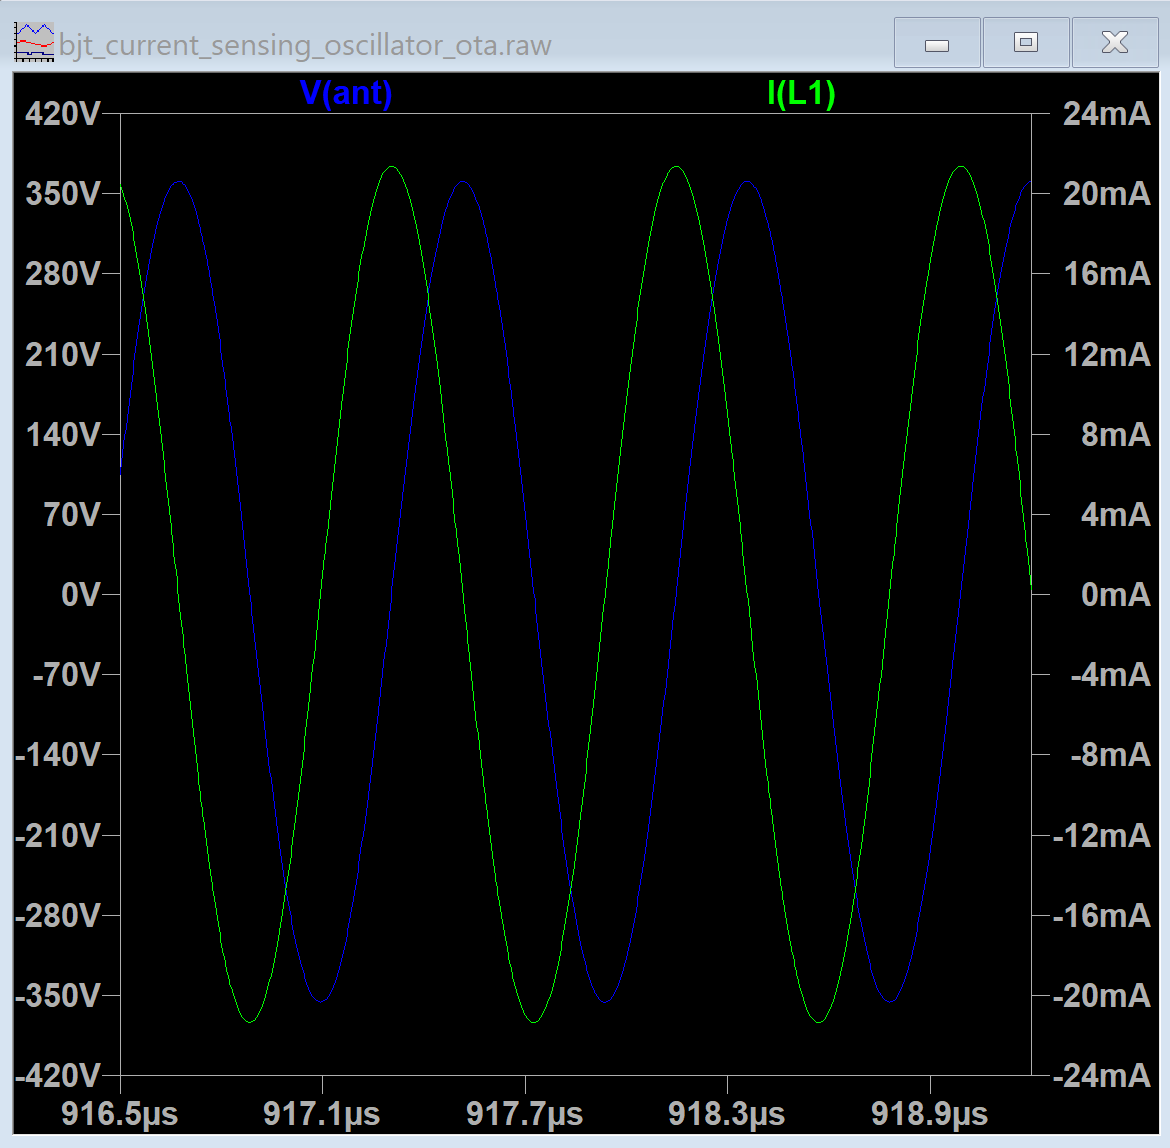 bjt_current_sensing_oscillator_ota.raw
V(ant) I(L1)
420V 24mA
350V 20mA
280V 16mA
210V 12mA
140V 8mA
70V 4mA
0V 0mA
-70V -4mA
-140V -8mA
-210V -12mA
-280V -16mA
-350V -20mA
-420V -24mA
916.5µs 917.1µs 917.7µs 918.3µs 918.9µs